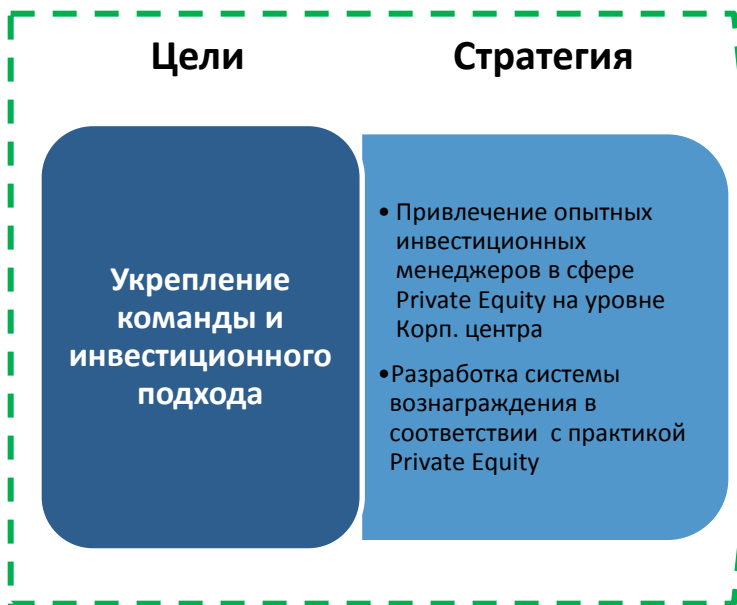 Цели
Стратегия
Укрепление
команды и
инвестиционного
подхода
• Привлечение опытных
инвестиционных
менеджеров в сфере
Private Equity на уровне
Корп. центра
•Разработка системы
вознаграждения в
соответствии  с практикой
Private Equity